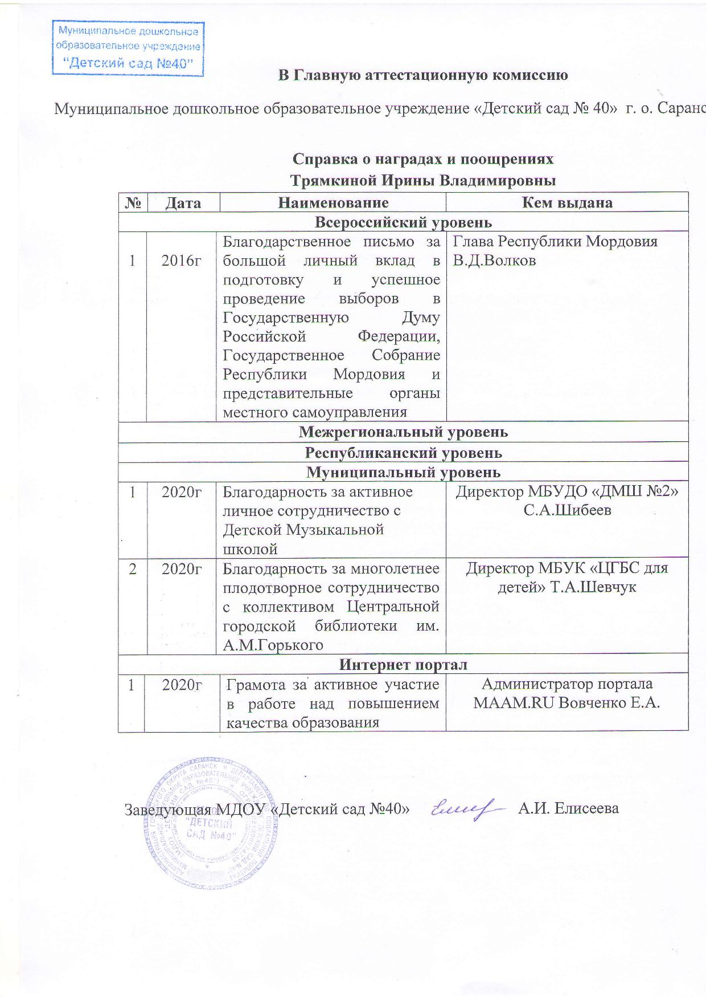 Муниципальное дошкольное
образовательное учреждение
"Детский сад №40"
В Главную аттестационную комиссию
Муниципальное дошкольное образовательное учреждение «Детский сад № 40» г. о. Саранс
Справка о наградах и поощрениях
Трямкиной Ирины Владимировны
№ Дата Наименование Кем выдана
Всероссийский уровень
1 2016г
Благодарственное письмо за
большой личный вклад в
подготовку и успешное
проведение выборов в
Государственную Думу
Российской Федерации,
Государственное Собрание
Республики Мордовия и
представительные органы
местного самоуправления
Глава Республики Мордовия
В.Д.Волков
Межрегиональный уровень
Республиканский уровень
Муниципальный уровень
1 2020г
Благодарность за активное
личное сотрудничество с
Детской Музыкальной
школой
Директор МБУДО «ДМШ №2»
С.А.Шибеев
2 2020г
Благодарность за многолетнее
плодотворное сотрудничество
с коллективом Центральной
городской библиотеки им.
А.М.Горького
Директор МБУК «ЦГБС для
детей» Т.А.Шевчук
Интернет портал
1 2020г
Грамота за активное участие
в работе над повышением
качества образования
Администратор портала
MAAM.RU Вовченко Е.А.
Заведующая МДОУ «Детский сад №40» А.И. Елисеева
"ДЕТСКИЙ
САД №40"